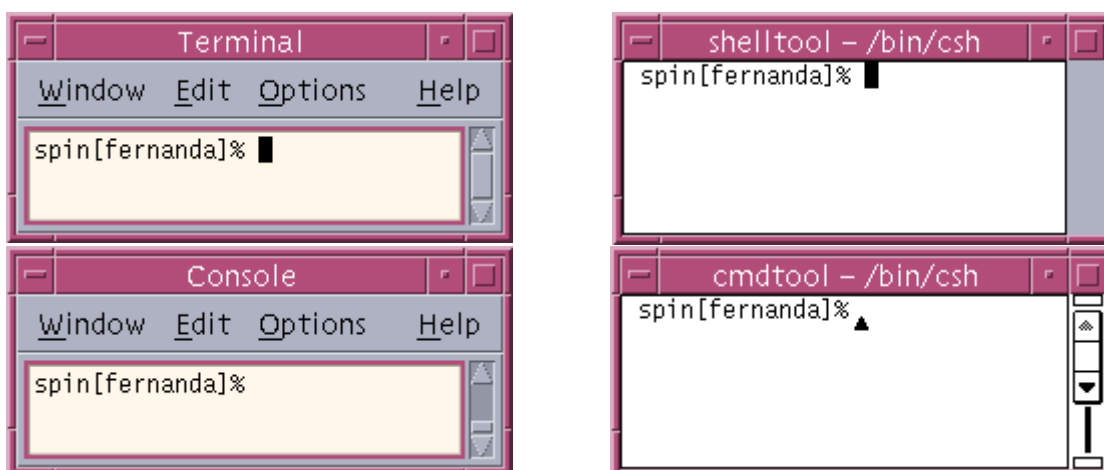 Terminal
Window Edit Options Help
spin[fernanda]%
shelltool – /bin/csh
spin[fernanda]%
Console
Window Edit Options Help
spin[fernanda]%
cmdtool – /bin/csh
spin[fernanda]%